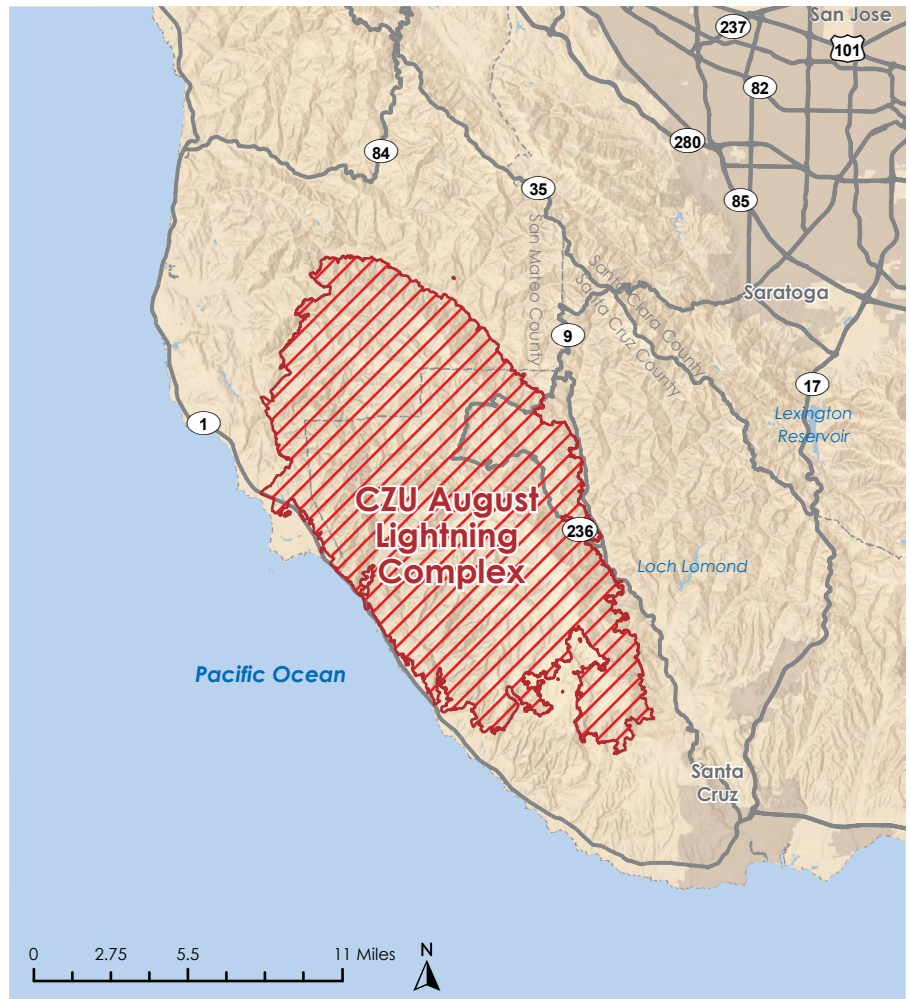 San Jose
237
101
82
84
280
35
85
San Mateo County
Santa Clara County
Santa Cruz County
Saratoga
9
17
1
Lexington
Reservoir
CZU August
Lightning
Complex
236
Loch Lomond
Pacific Ocean
Santa
Cruz
0 2.75 5.5 11 Miles
N